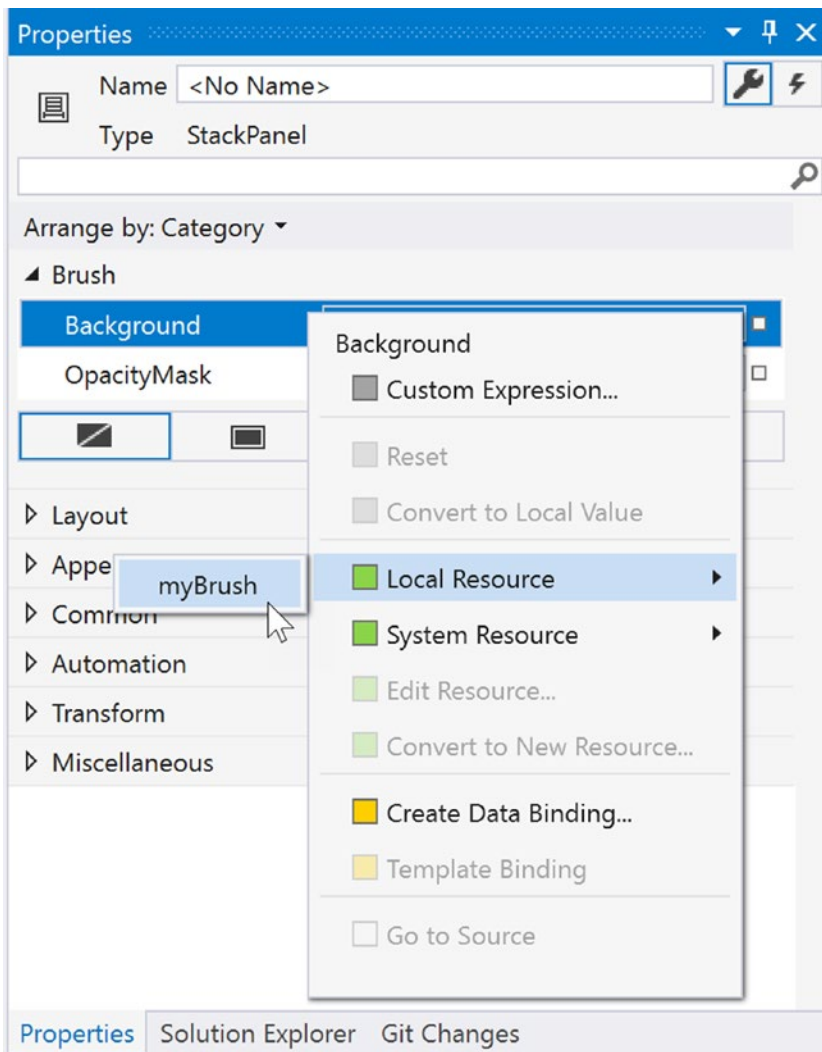 Properties
Name <No Name>
Type StackPanel
Arrange by: Category
Brush
Background
OpacityMask
Layout
Appe
Common
Automation
Transform
Miscellaneous
myBrush
Background
Custom Expression...
Reset
Convert to Local Value
Local Resource
System Resource
Edit Resource...
Convert to New Resource...
Create Data Binding...
Template Binding
Go to Source
Properties Solution Explorer Git Changes